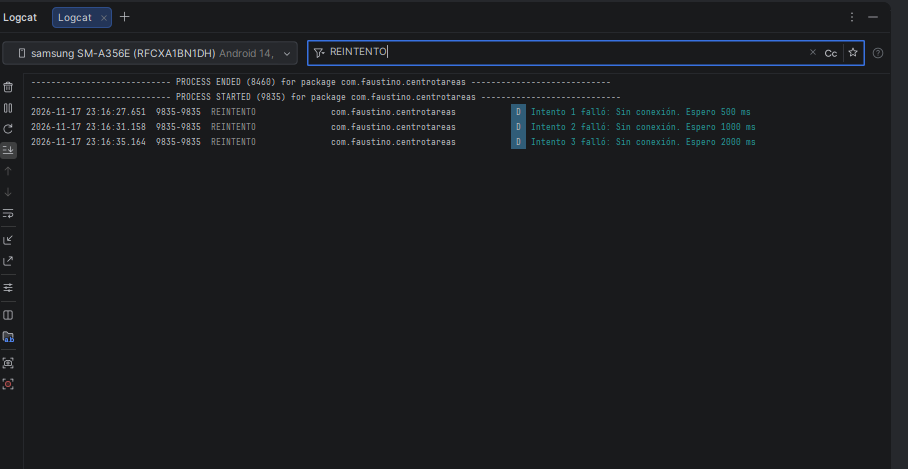 Logcat Logcat × +
samsung SM-A356E (RFCXA1BN1DH) Android 14, REINTENTO × Cc
--------------------------- PROCESS ENDED (8460) for package com.faustino.centrotareas ---------------------------
--------------------------- PROCESS STARTED (9835) for package com.faustino.centrotareas ---------------------------
2026-11-17 23:16:27.651 9835-9835 REINTENTO com.faustino.centrotareas D Intento 1 falló: Sin conexión. Espero 500 ms
2026-11-17 23:16:31.158 9835-9835 REINTENTO com.faustino.centrotareas D Intento 2 falló: Sin conexión. Espero 1000 ms
2026-11-17 23:16:35.164 9835-9835 REINTENTO com.faustino.centrotareas D Intento 3 falló: Sin conexión. Espero 2000 ms